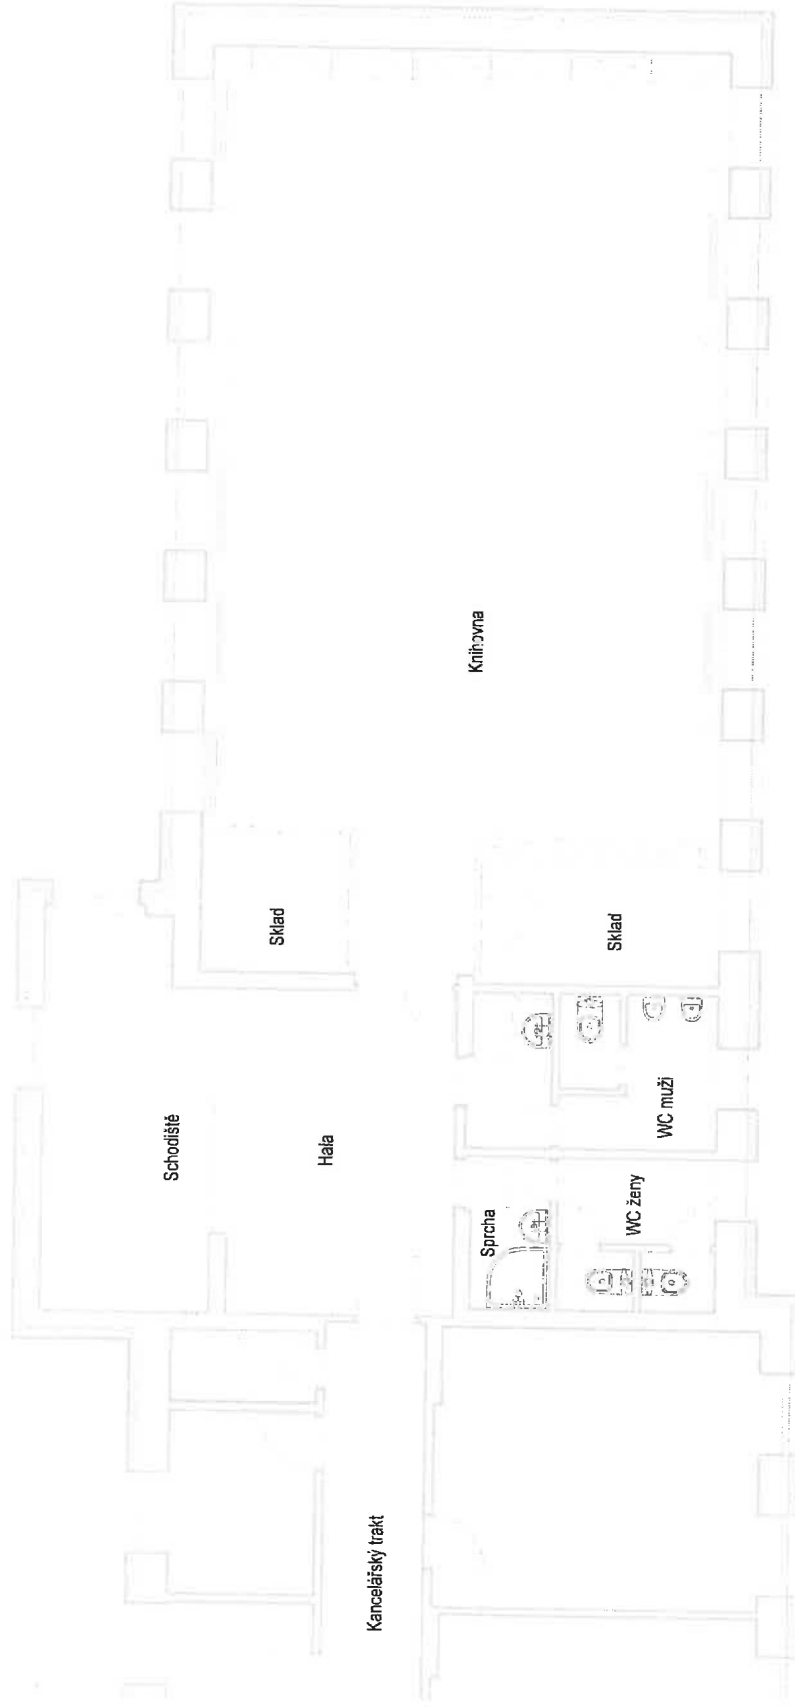 Knihovna
Sklad
Sklad
Schodiště
Hala
WC muži
Sprcha
WC ženy
Kancelářský trakt